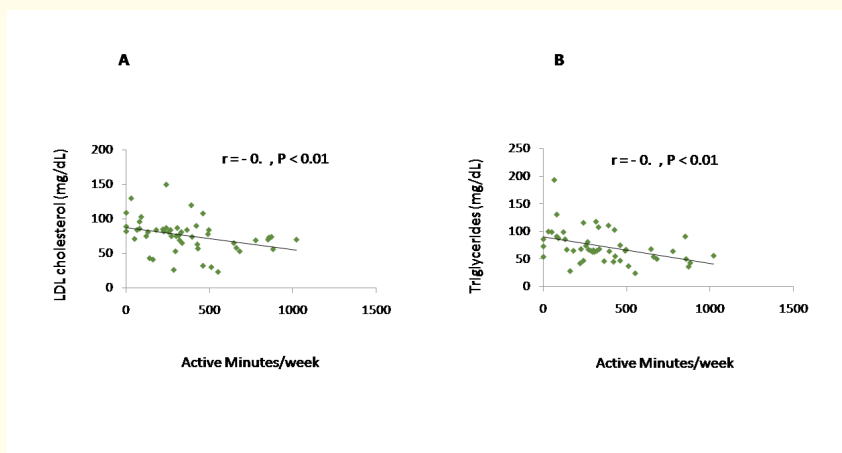 A
LDL cholesterol (mg/dL)
200
150
100
50
0
r = - 0.   , P < 0.01
0 500 1000 1500
Active Minutes/week
B
Triglycerides (mg/dL)
250
200
150
100
50
0
r = - 0.   , P < 0.01
0 500 1000 1500
Active Minutes/week